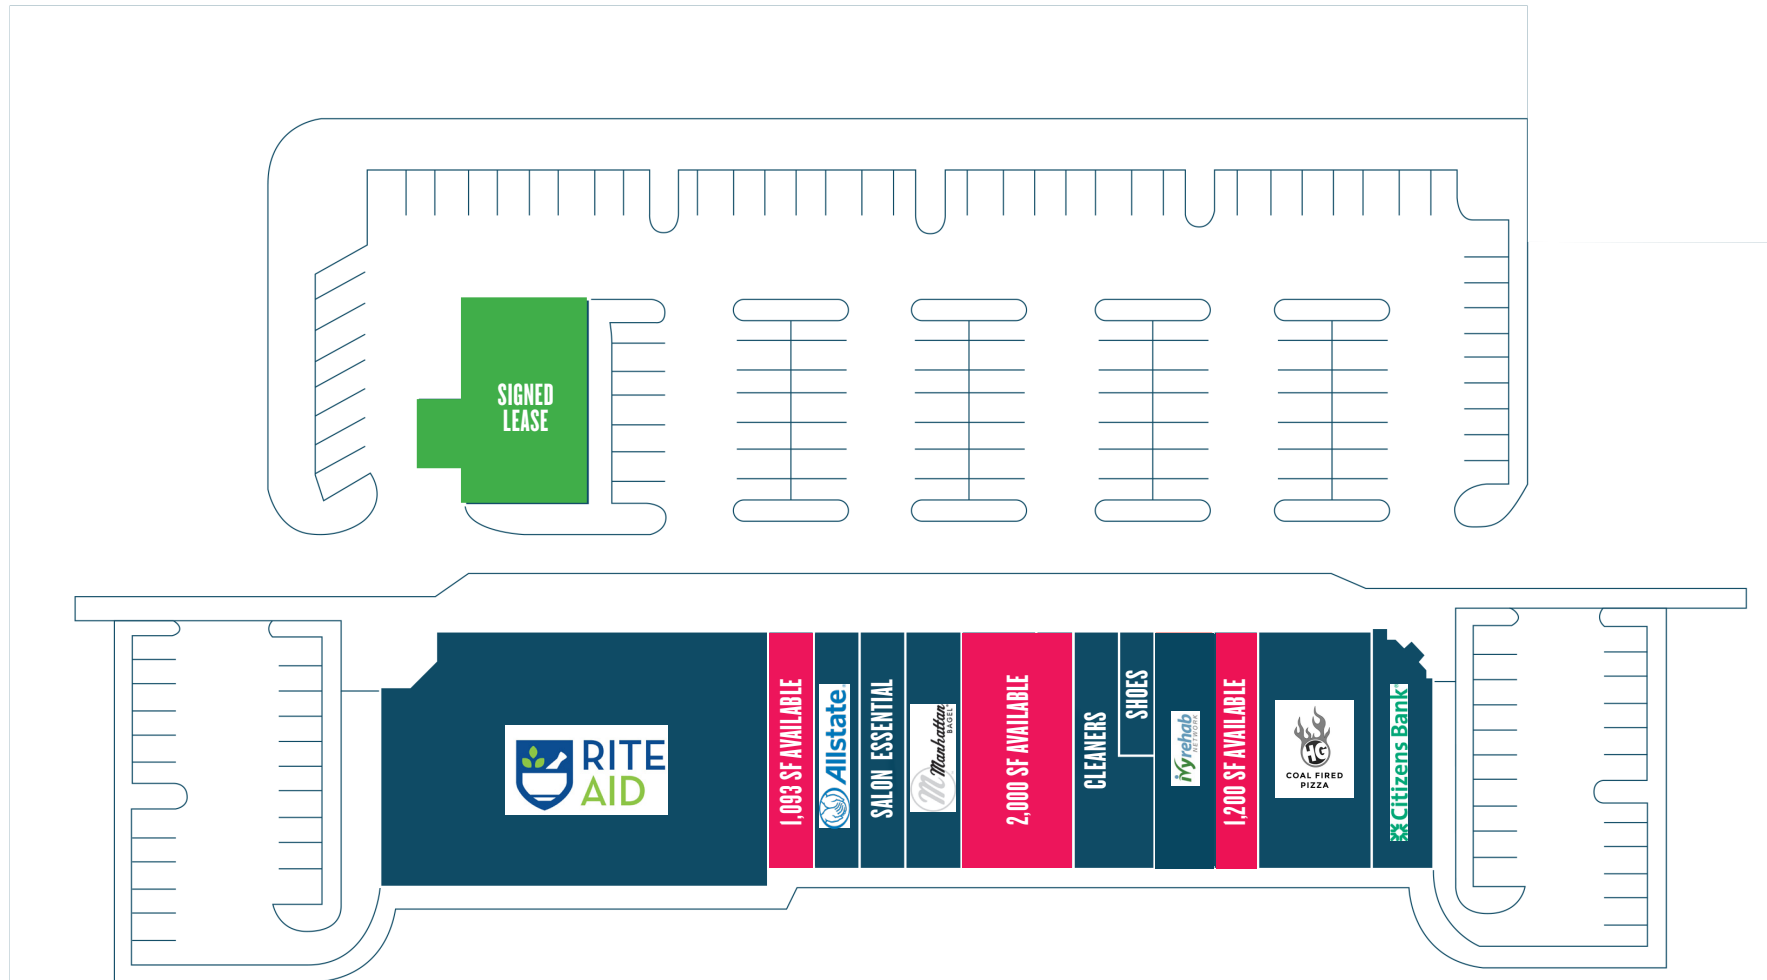 SIGNED
LEASE
RITE
AID
1,093 SF AVAILABLE
Allstate
SALON ESSENTIAL
M Manhattan
BAGEL
2,000 SF AVAILABLE
CLEANERS
SHOES
ivyrehab
NETWORK
1,200 SF AVAILABLE
COAL FIRED
PIZZA
Citizens Bank